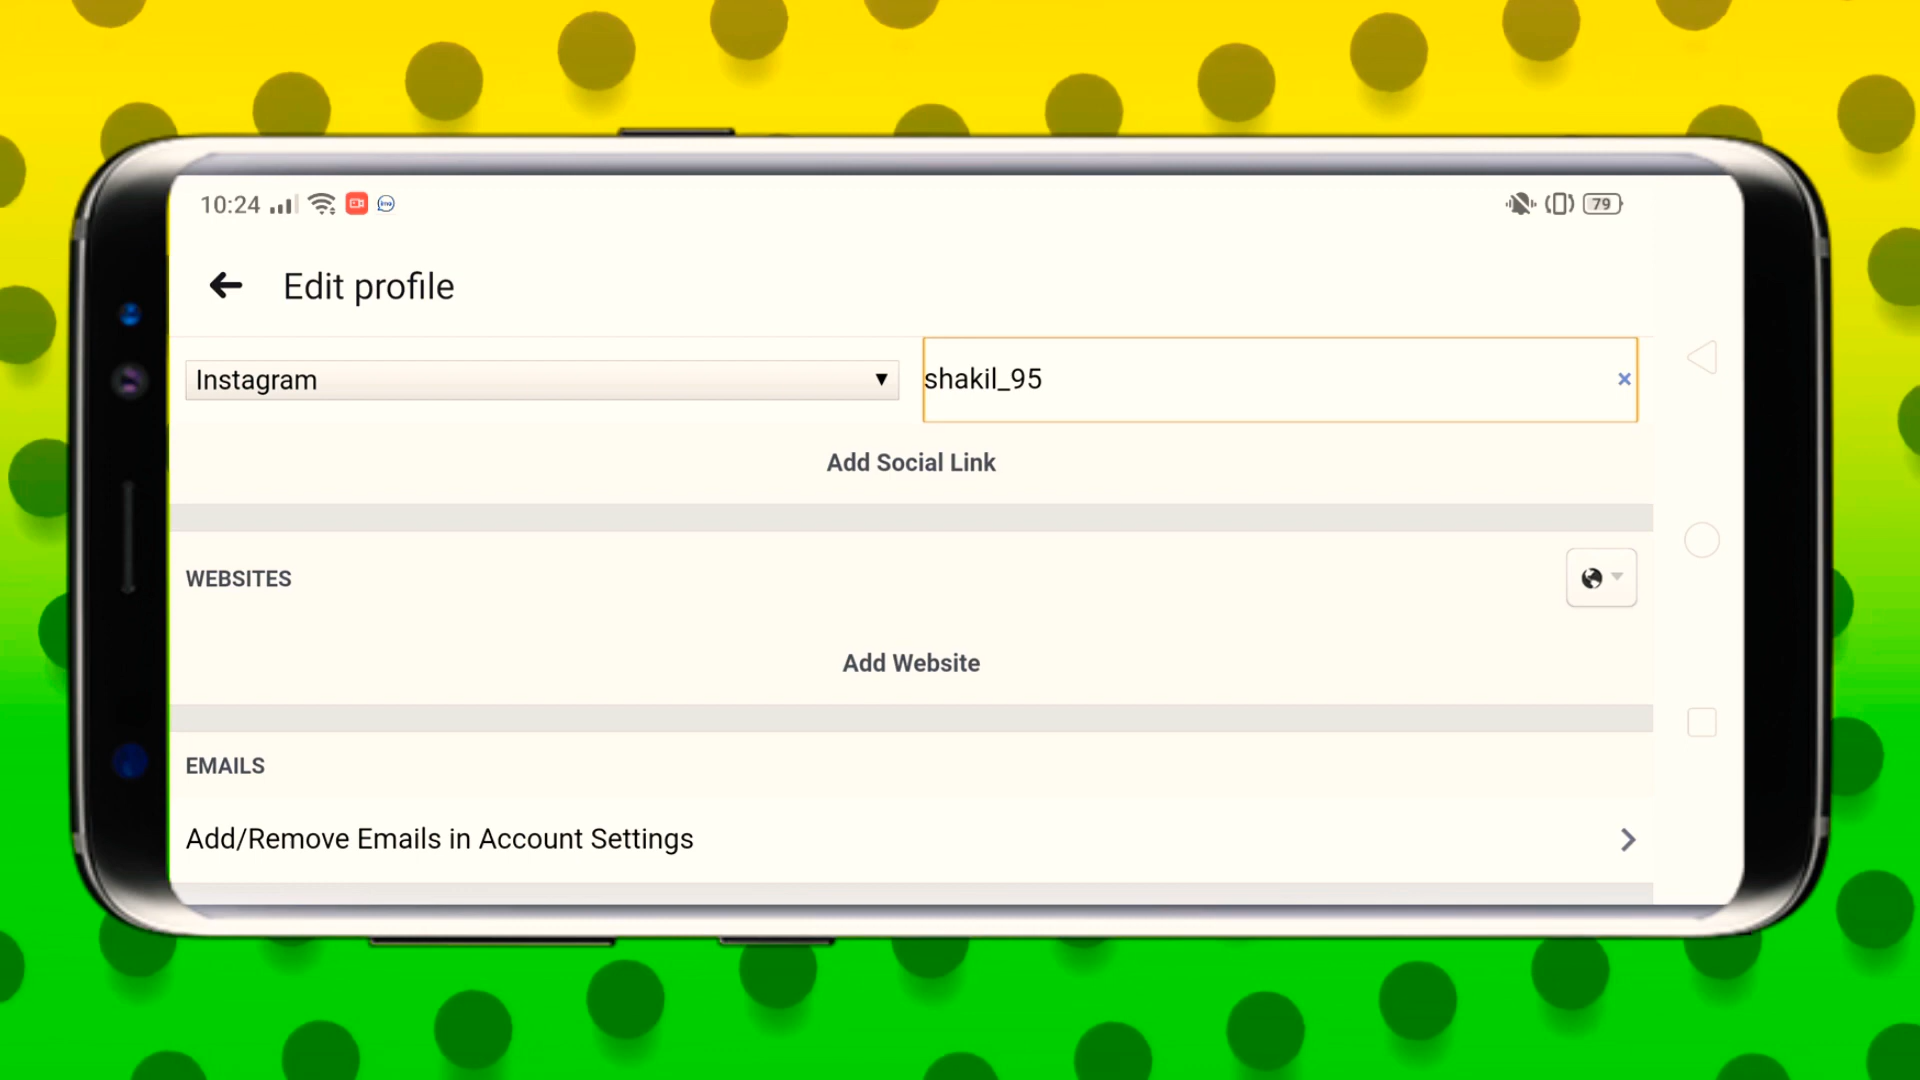 10:24
79
Edit profile
Instagram
shakil_95
Add Social Link
WEBSITES
Add Website
EMAILS
Add/Remove Emails in Account Settings